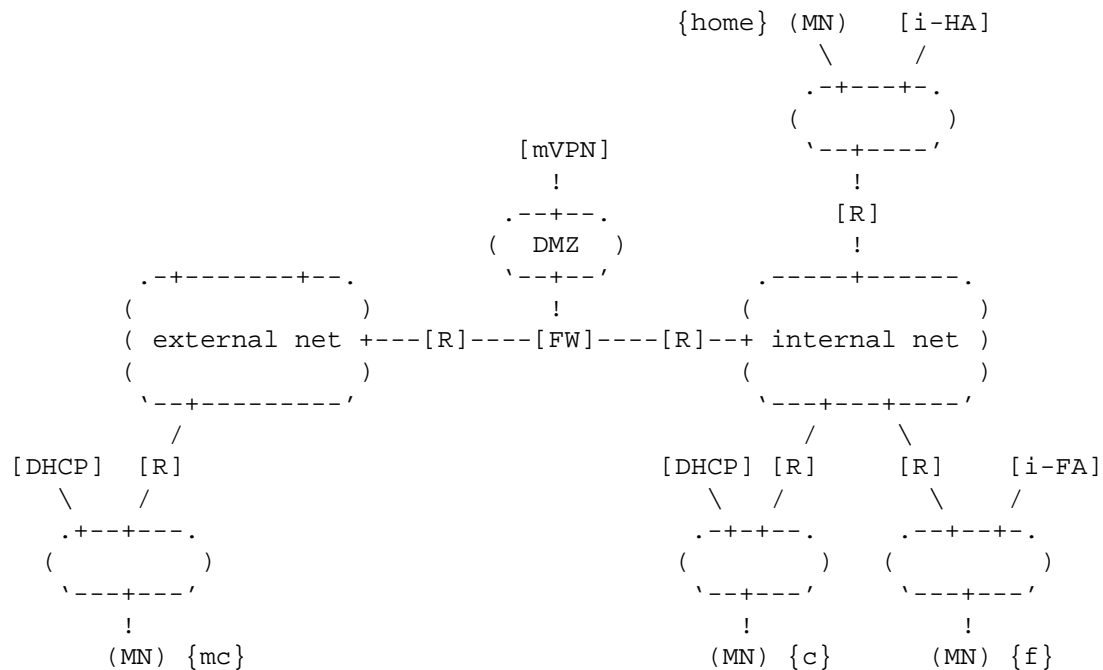 {home} (MN)   [i-HA]
\     /
.-+---+-.
(         )
[mVPN]            `--+----'
!                  !
.--+--.              [R]
(  DMZ  )              !
.-+-------+--.        `--+--'        .-----+------.
(             )          !          (             )
( external net +---[R]----[FW]----[R]--+ internal net )
(             )                     (             )
`--+---------'                      `---+---+----'
/                                 /     \
[DHCP]  [R]                      [DHCP] [R]    [R]    [i-FA]
\    /                           \   /        \    /
.+--+---.                        .-+-+--.     .--+--+-.
(         )                      (        )   (         )
`---+---'                        `--+---'     `---+---'
!                                !            !
(MN) {mc}                        (MN) {c}     (MN) {f}